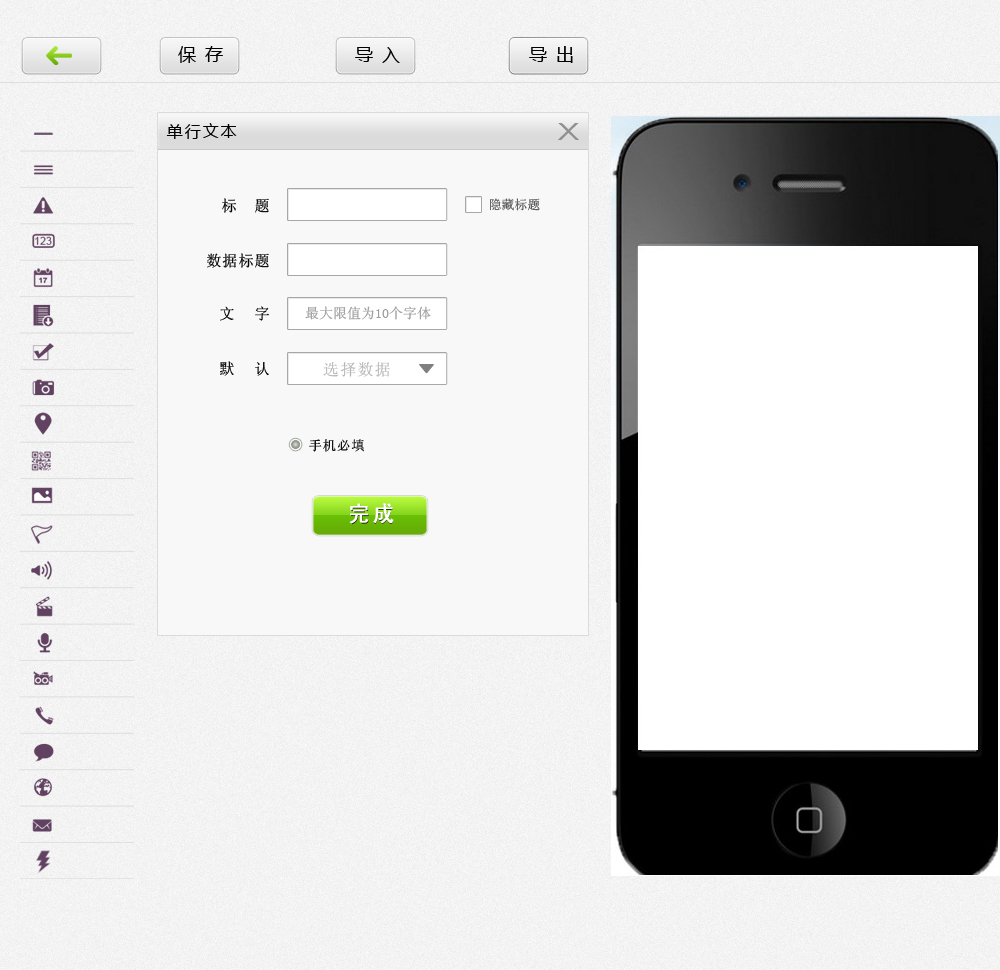 保存
导入
导出
单行文本
标 题
隐藏标题
数据标题
文 字
最大限值为10个字体
默 认
选择数据
手机必填
完成
123
17